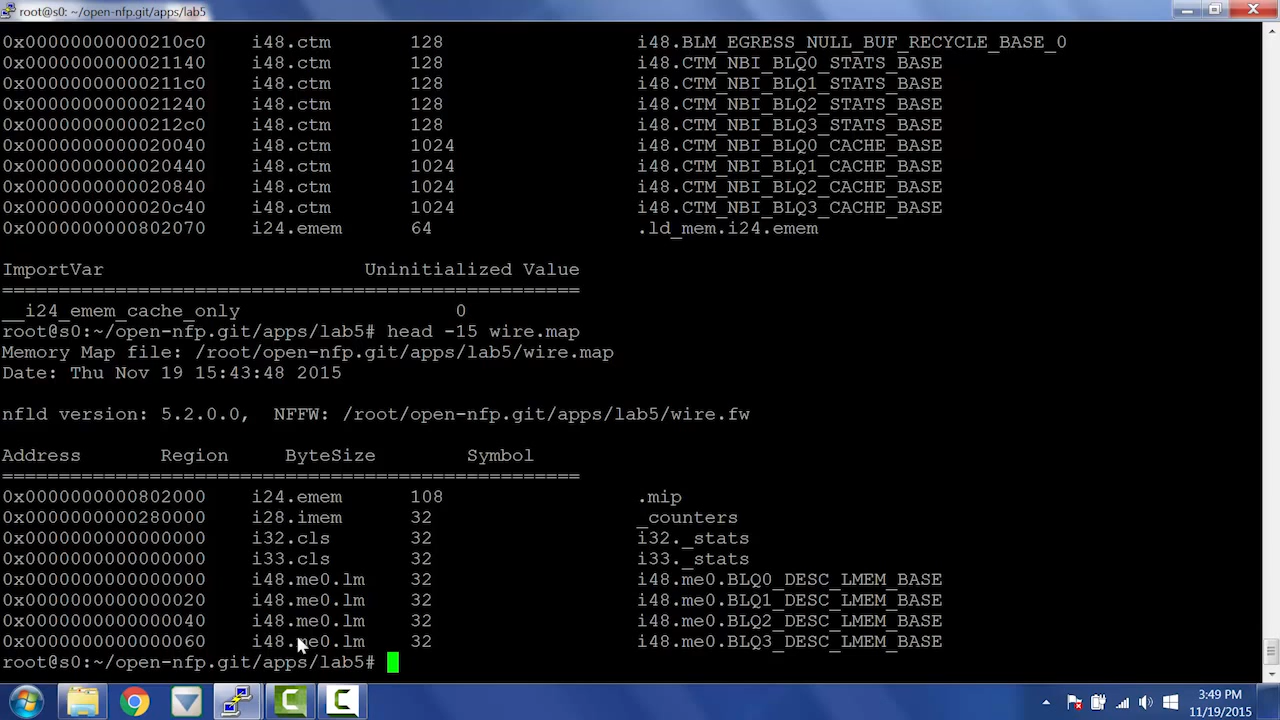 root@s0: ~/open-nfp.git/apps/lab5
0x00000000000210c0 i48.ctm 128 i48.BLM_EGRESS_NULL_BUF_RECYCLE_BASE_0
0x0000000000021140 i48.ctm 128 i48.CTM_NBI_BLQ0_STATS_BASE
0x00000000000211c0 i48.ctm 128 i48.CTM_NBI_BLQ1_STATS_BASE
0x0000000000021240 i48.ctm 128 i48.CTM_NBI_BLQ2_STATS_BASE
0x00000000000212c0 i48.ctm 128 i48.CTM_NBI_BLQ3_STATS_BASE
0x0000000000020040 i48.ctm 1024 i48.CTM_NBI_BLQ0_CACHE_BASE
0x0000000000020440 i48.ctm 1024 i48.CTM_NBI_BLQ1_CACHE_BASE
0x0000000000020840 i48.ctm 1024 i48.CTM_NBI_BLQ2_CACHE_BASE
0x0000000000020c40 i48.ctm 1024 i48.CTM_NBI_BLQ3_CACHE_BASE
0x0000000000802070 i24.emem 64 .ld_mem.i24.emem
ImportVar Uninitialized Value
===================================================
__i24_emem_cache_only 0
root@s0:~/open-nfp.git/apps/lab5# head -15 wire.map
Memory Map file: /root/open-nfp.git/apps/lab5/wire.map
Date: Thu Nov 19 15:43:48 2015
nfld version: 5.2.0.0, NFFW: /root/open-nfp.git/apps/lab5/wire.fw
Address Region ByteSize Symbol
===================================================
0x0000000000802000 i24.emem 108 .mip
0x0000000000280000 i28.imem 32 _counters
0x0000000000000000 i32.cls 32 i32._stats
0x0000000000000000 i33.cls 32 i33._stats
0x0000000000000000 i48.me0.lm 32 i48.me0.BLQ0_DESC_LMEM_BASE
0x0000000000000020 i48.me0.lm 32 i48.me0.BLQ1_DESC_LMEM_BASE
0x0000000000000040 i48.me0.lm 32 i48.me0.BLQ2_DESC_LMEM_BASE
0x0000000000000060 i48.me0.lm 32 i48.me0.BLQ3_DESC_LMEM_BASE
root@s0:~/open-nfp.git/apps/lab5#
3:49 PM
11/19/2015